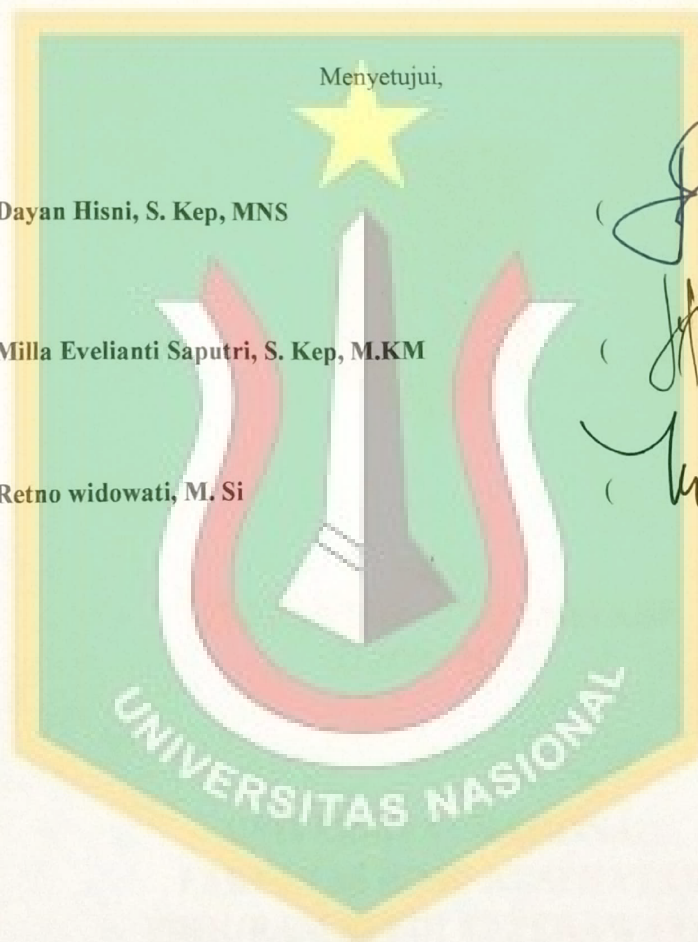 Menyetujui,
Dayan Hisni, S. Kep, MNS (
Milla Evelianti Saputri, S. Kep, M.KM (
Retno widowati, M. Si (
UNIVERSITAS NASIONAL